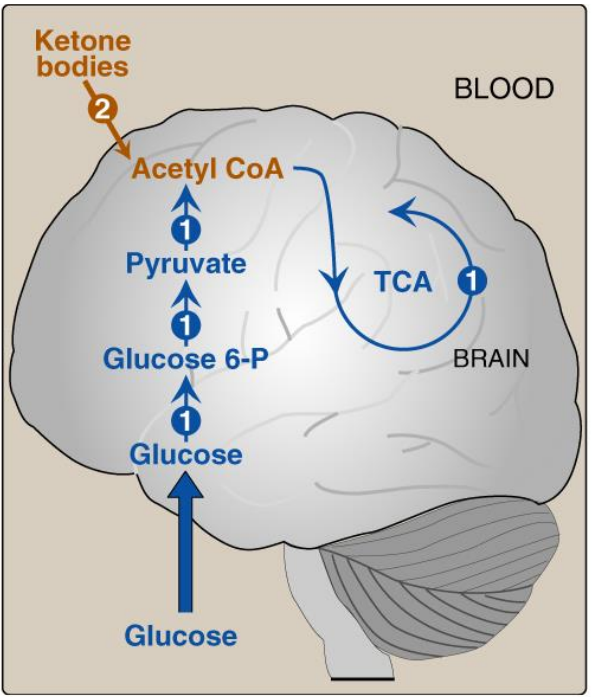 Ketone
bodies
BLOOD
2
Acetyl CoA
1
Pyruvate
TCA
1
1
Glucose 6-P
BRAIN
1
Glucose
Glucose